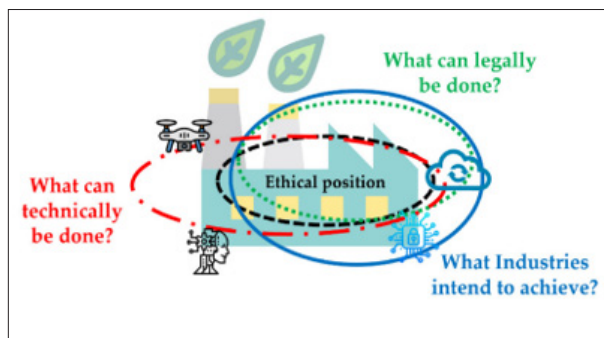 What can legally
be done?
Ethical position
What can
technically
be done?
What Industries
intend to achieve?